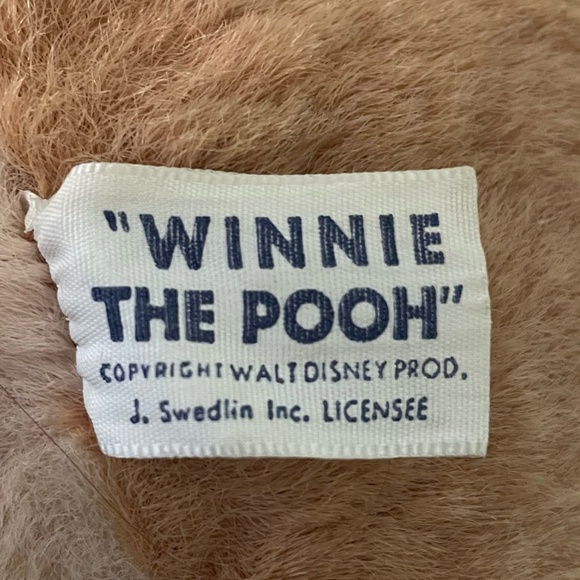 "WINNIE
THE POOH"
COPYRIGHT WALT DISNEY PROD.
J. Swedlin Inc. LICENSEE